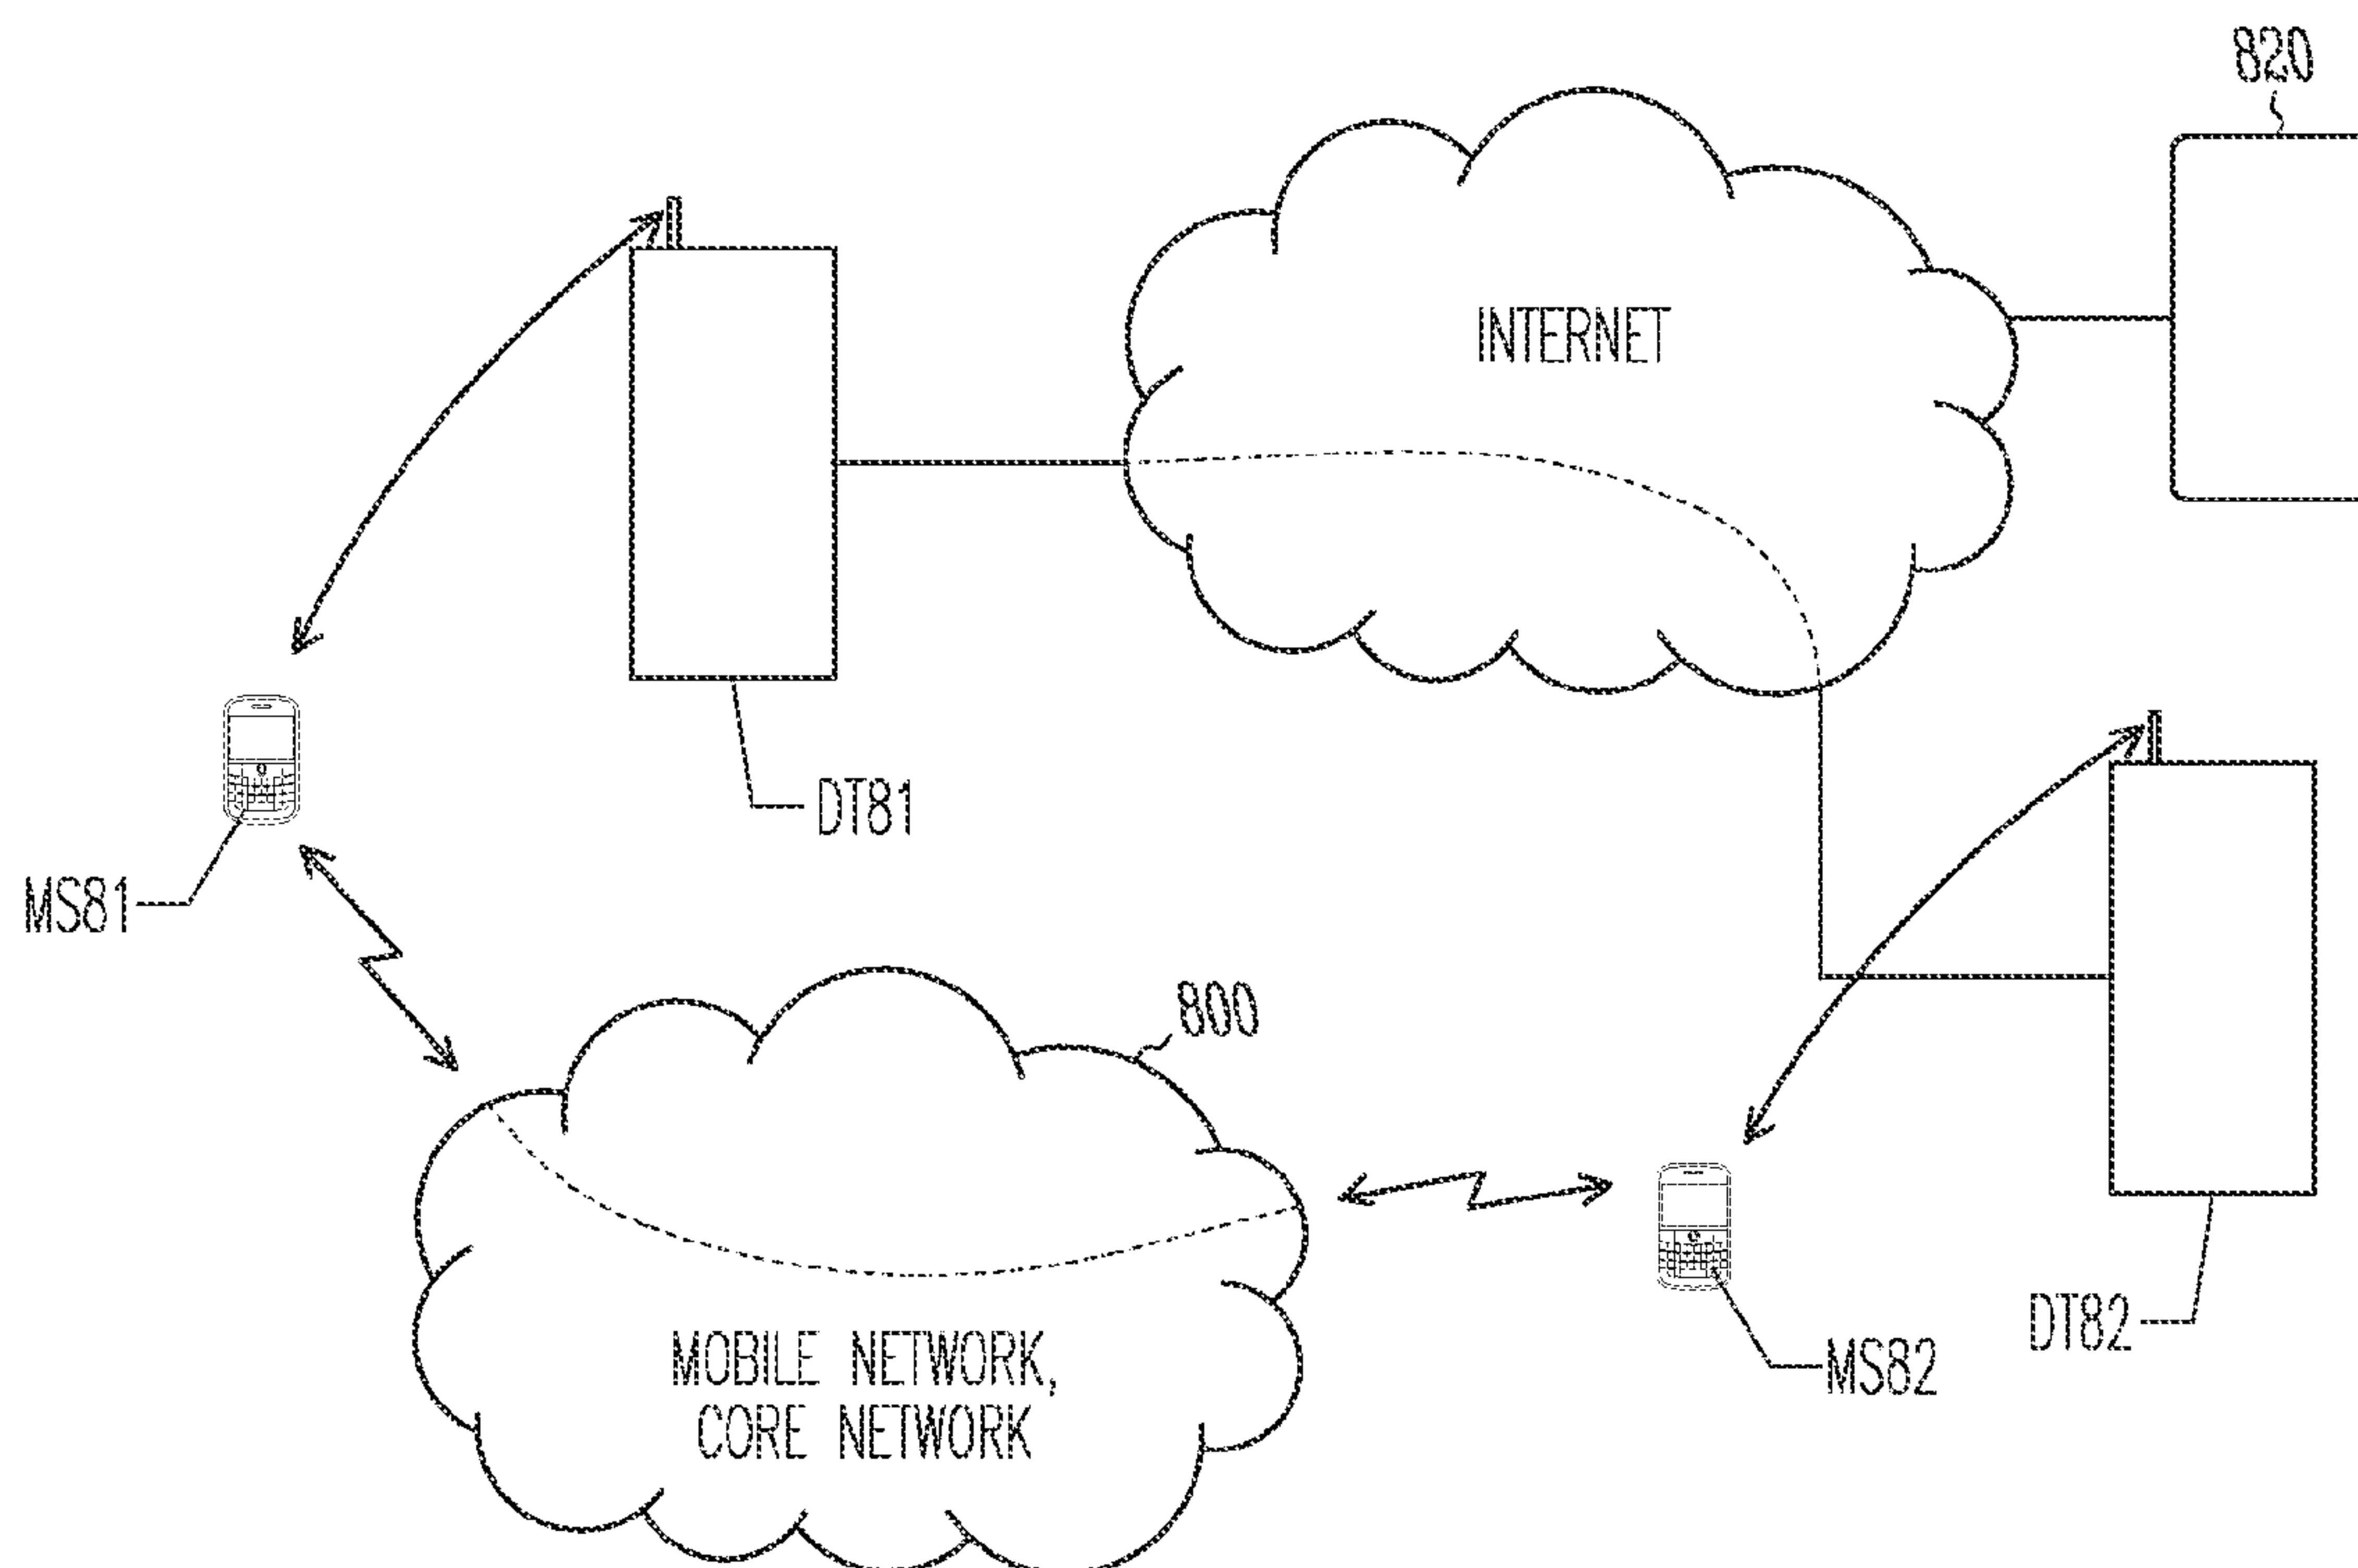 820
INTERNET
DT81
MS81
800
DT82
MS82
MOBILE NETWORK,
CORE NETWORK